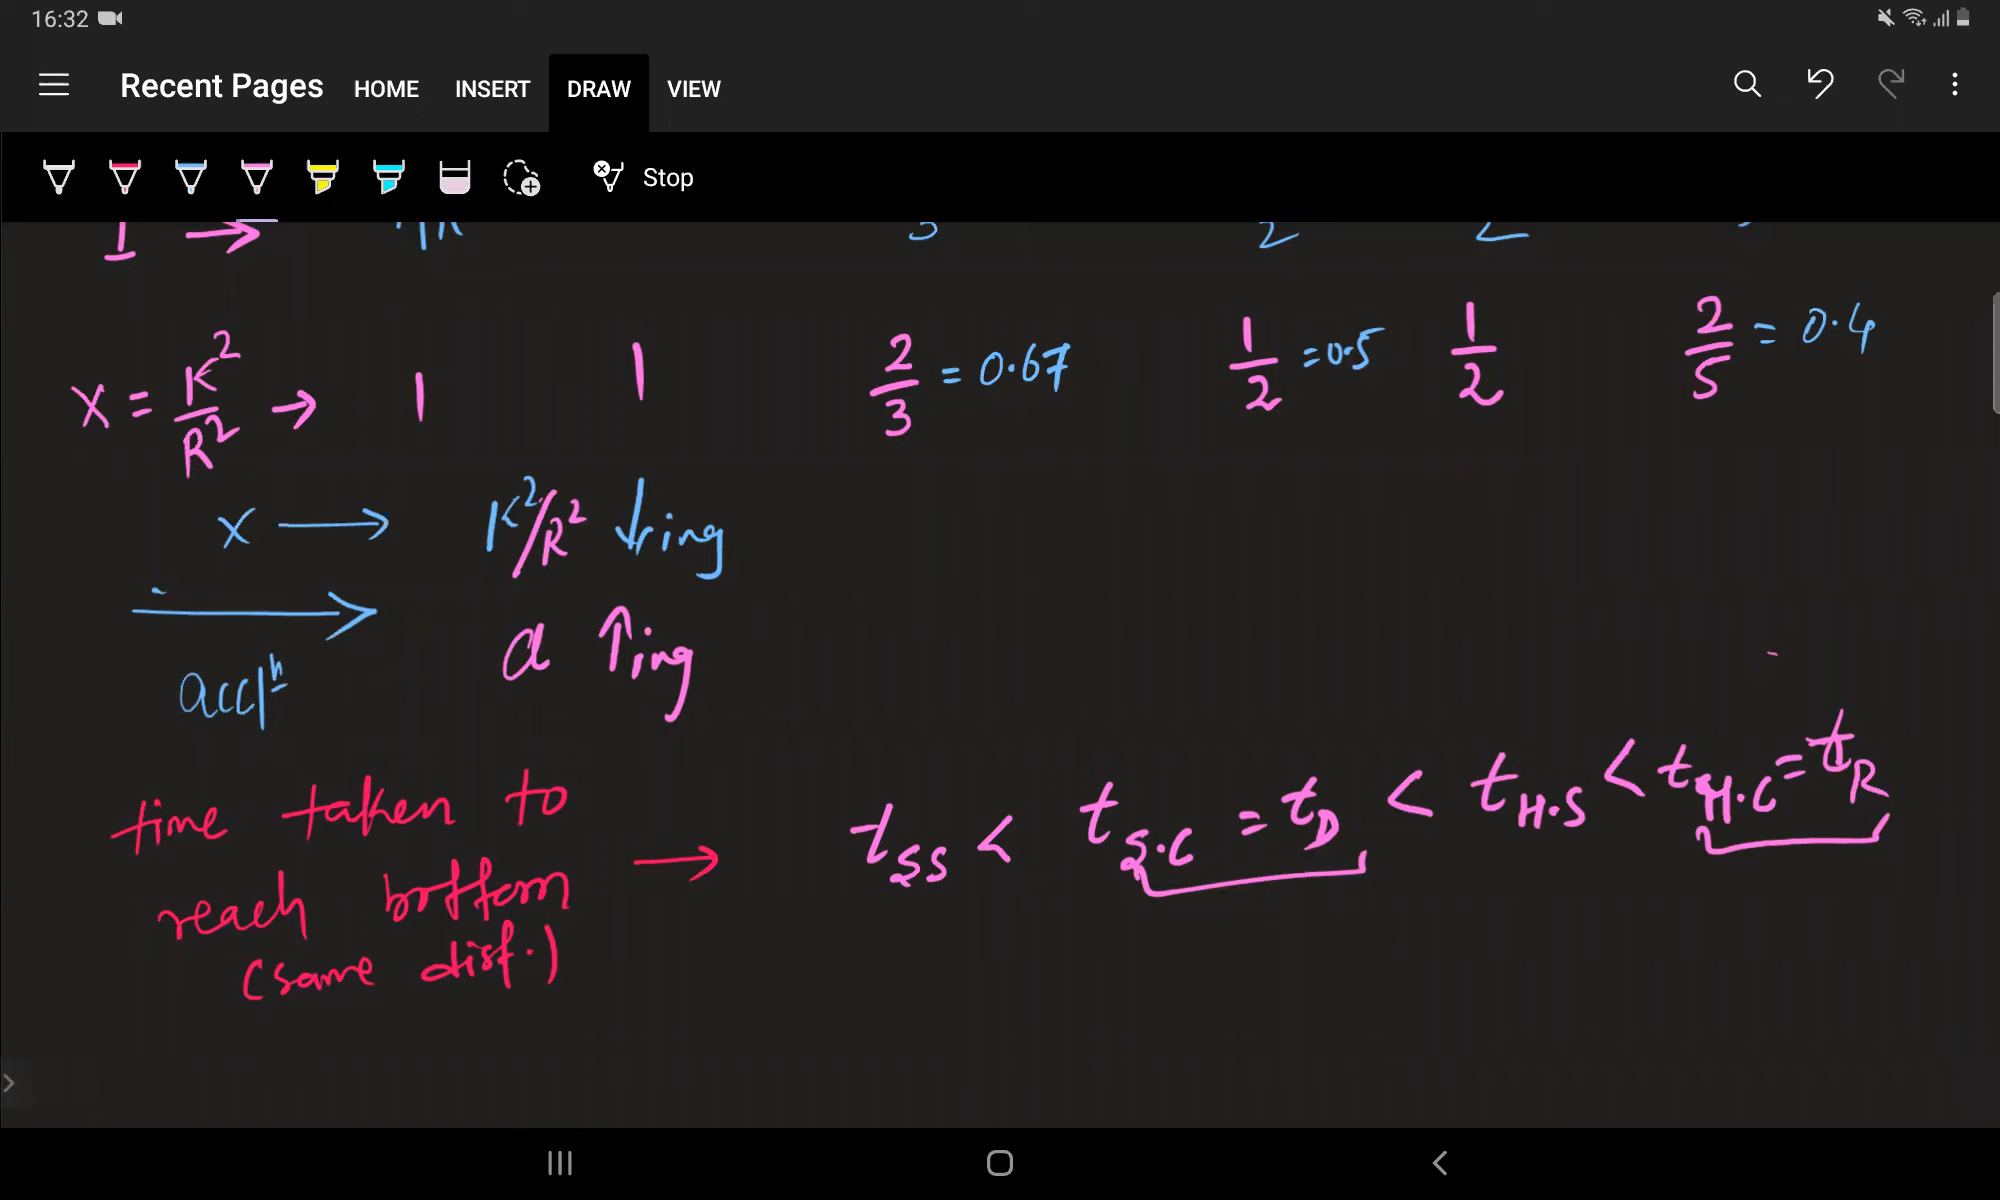 16:32
Recent Pages HOME INSERT DRAW VIEW
Stop
I →
X = K²/R² → 1 1 2/3 = 0.67 1/2 = 0.5 1/2 2/5 = 0.4
X → K²/R² ↓ing
acclⁿ a ↑ing
time taken to
reach bottom → t_SS < t_S.C = t_D < t_H.S < t_H.C = t_R
(same dist.)